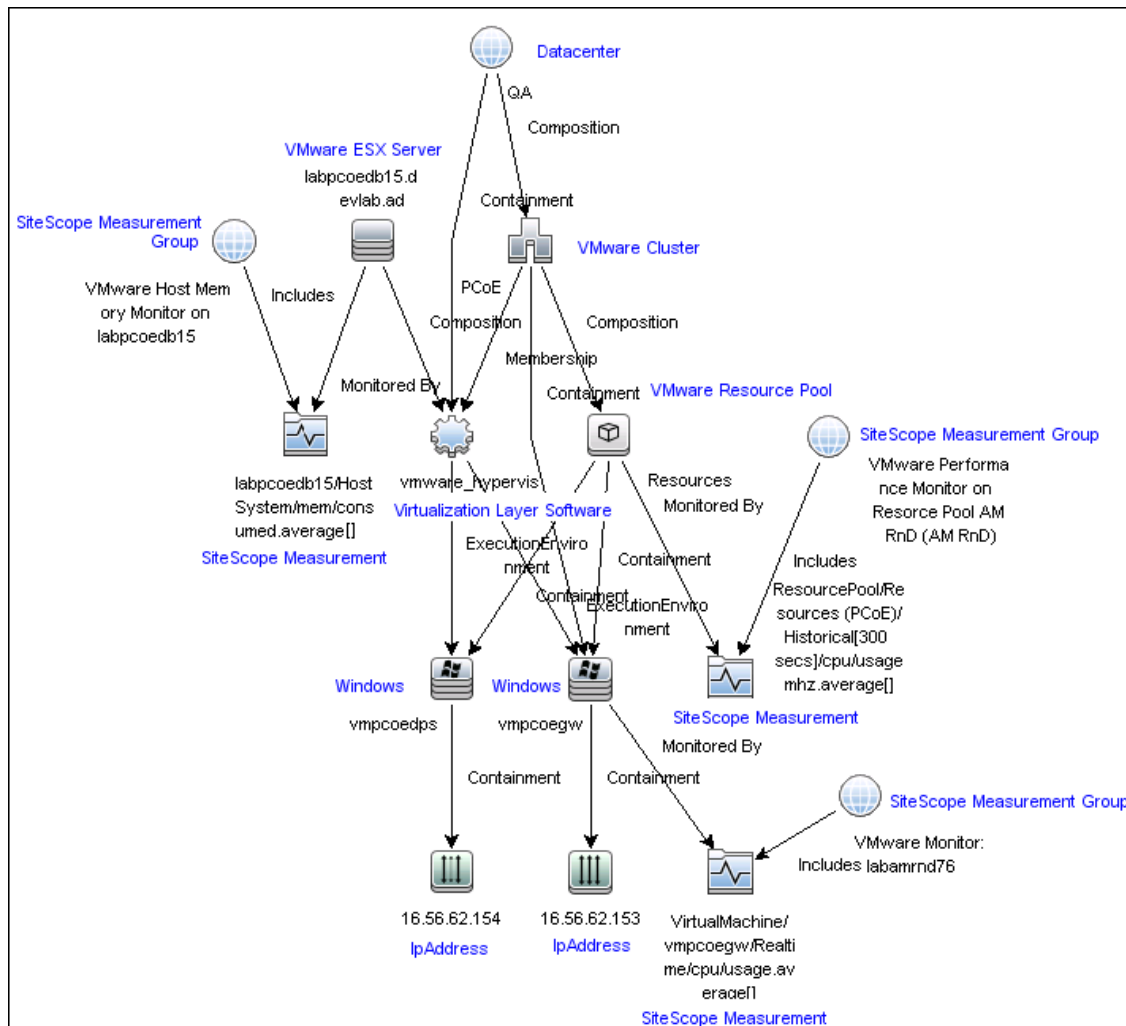 Datacenter
QA
Composition
VMware ESX Server
labpcoedb15.d
evlab.ad
Containment
SiteScope Measurement
Group
VMware Cluster
VMware Host Mem
ory Monitor on
labpcoedb15
Includes
PCoE
Composition
Composition
Membership
Monitored By
Containment
VMware Resource Pool
SiteScope Measurement Group
VMware Performa
nce Monitor on
Resorce Pool AM
RnD (AM RnD)
labpcoedb15/Host
System/mem/cons
umed.average[]
SiteScope Measurement
vmware_hypervis
Virtualization Layer Software
Resources
Monitored By
ExecutionEnviro
nment
Containment
Containment
ExecutionEnviro
nment
Includes
ResourcePool/Re
sources (PCoE)/
Historical[300
secs]/cpu/usage
mhz.average[]
SiteScope Measurement
Windows
vmpcoedps
Windows
vmpcoegw
Monitored By
Containment
Containment
SiteScope Measurement Group
VMware Monitor:
labamrnd76
Includes
16.56.62.154
IpAddress
16.56.62.153
IpAddress
VirtualMachine/
vmpcoegw/Realti
me/cpu/usage.av
erage[]
SiteScope Measurement